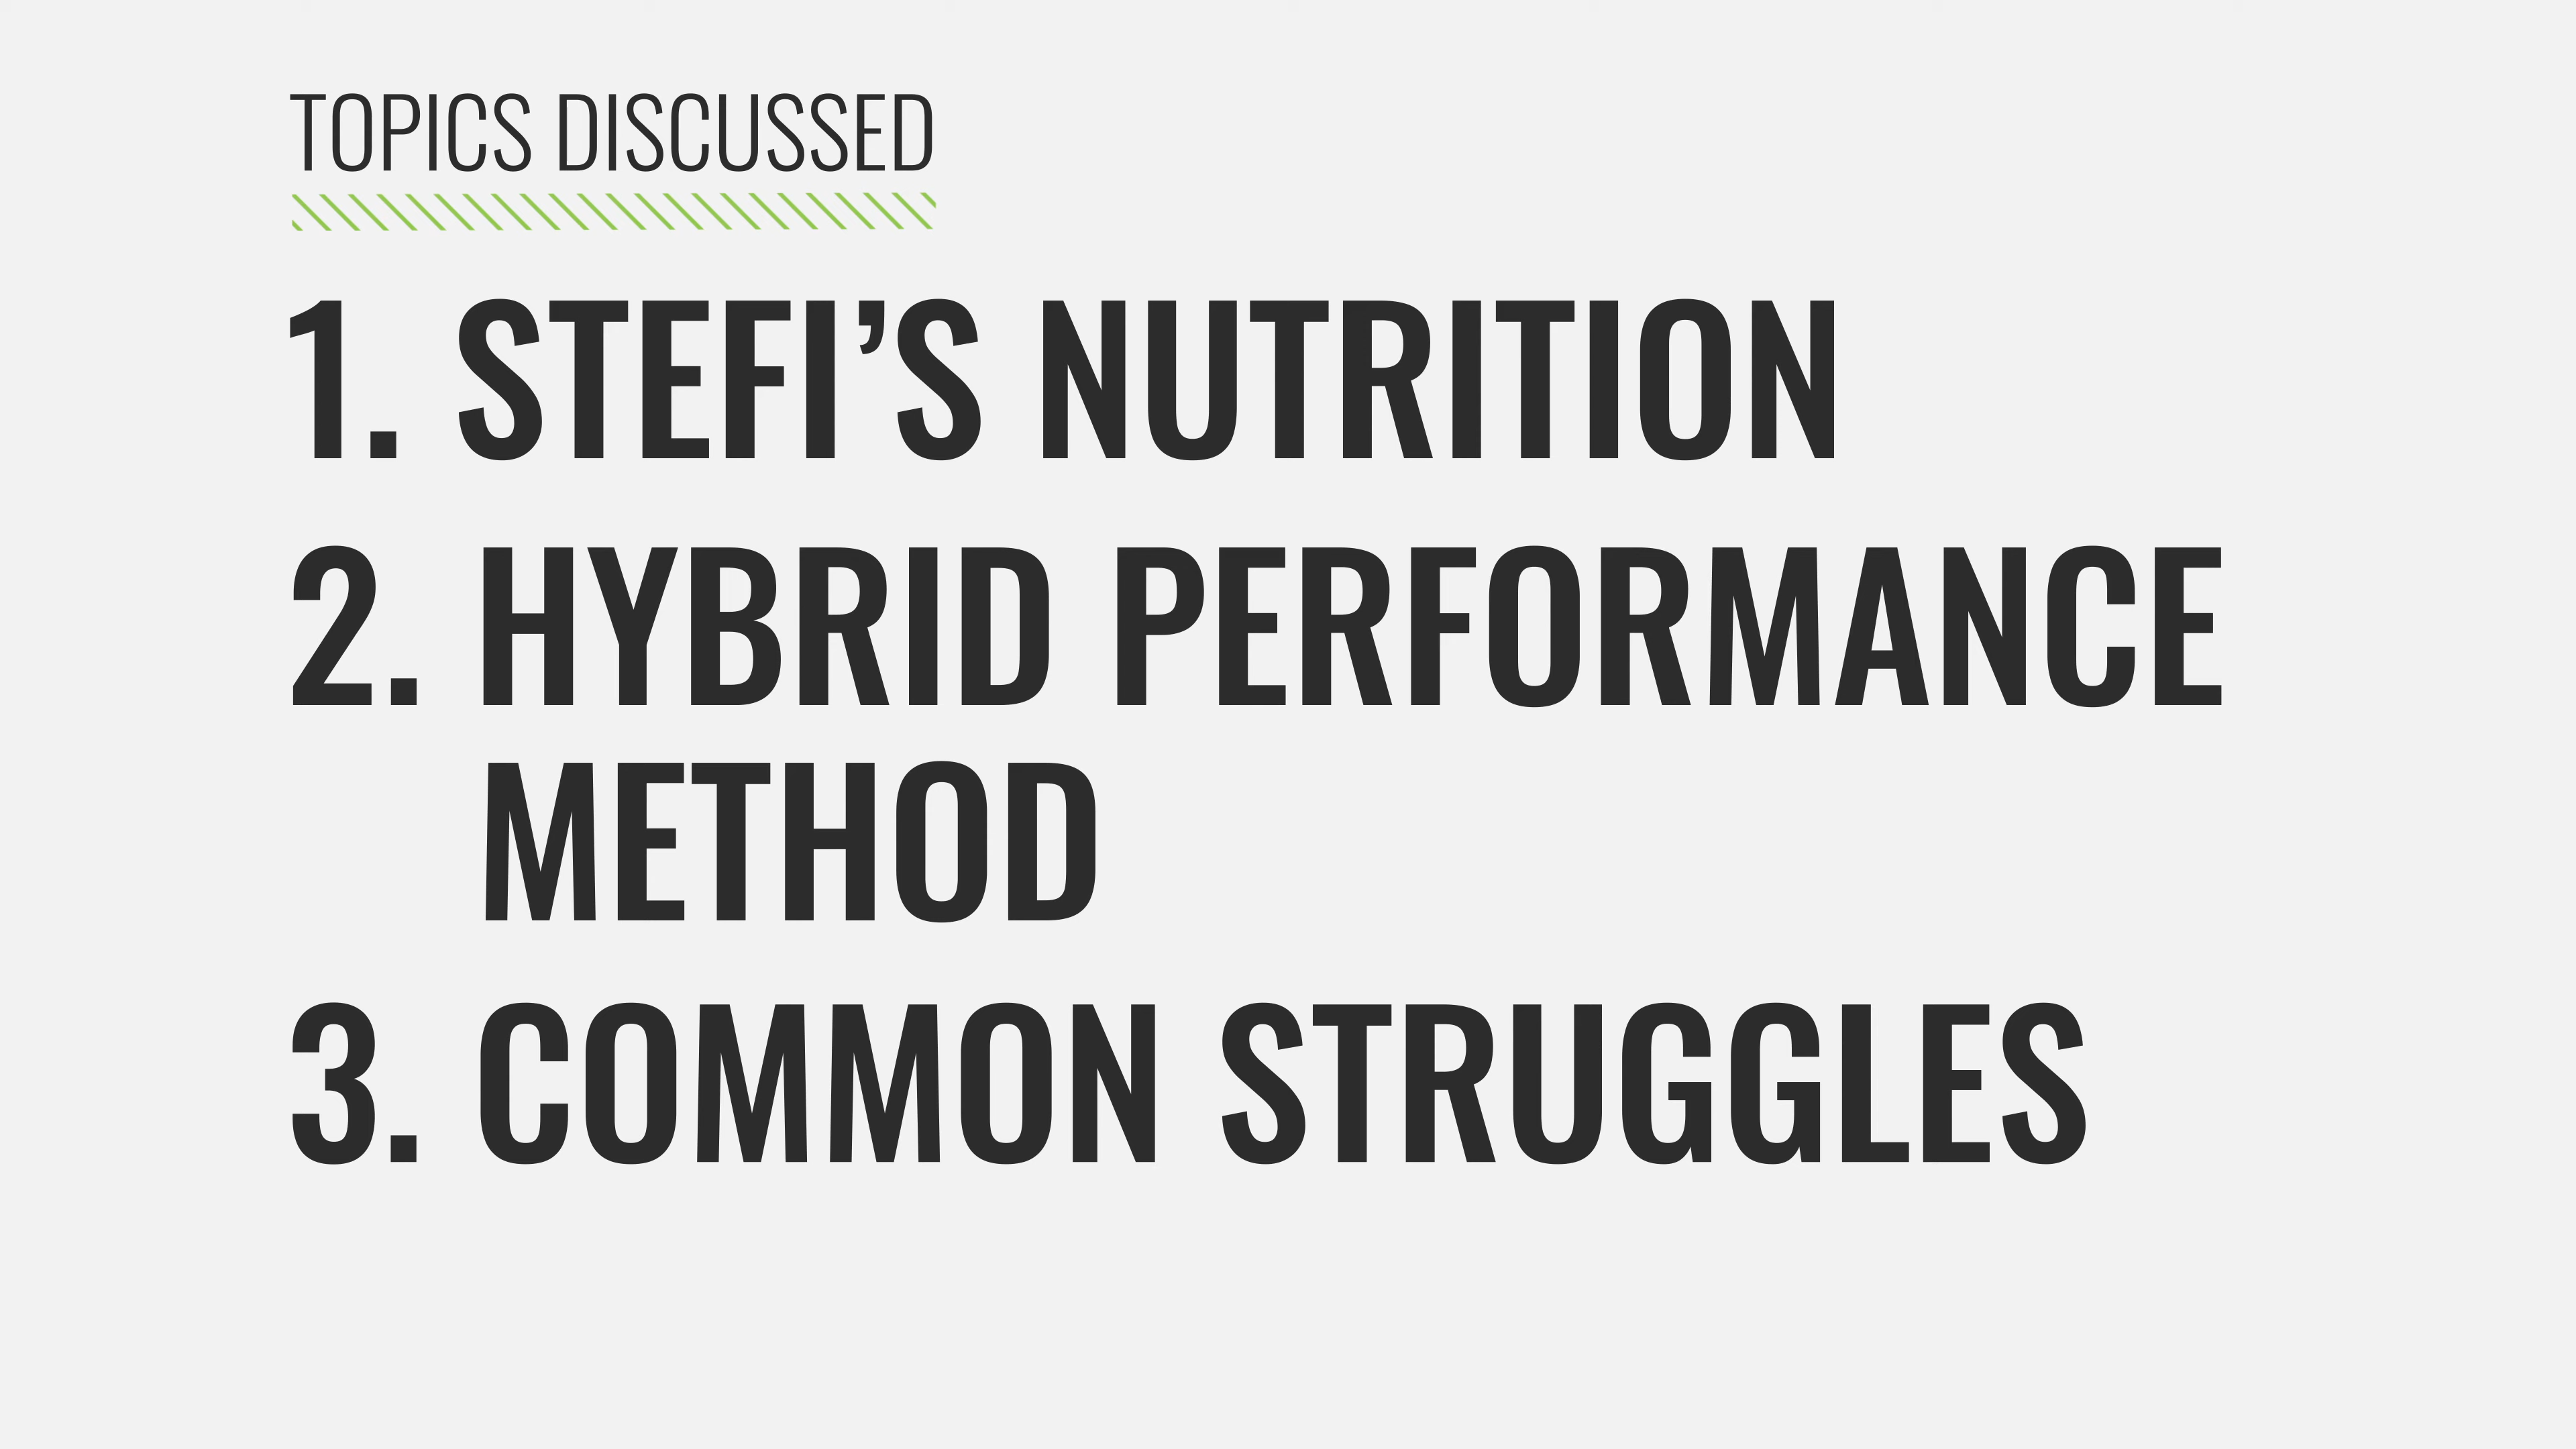 TOPICS DISCUSSED
1. STEFI’S NUTRITION
2. HYBRID PERFORMANCE
METHOD
3. COMMON STRUGGLES